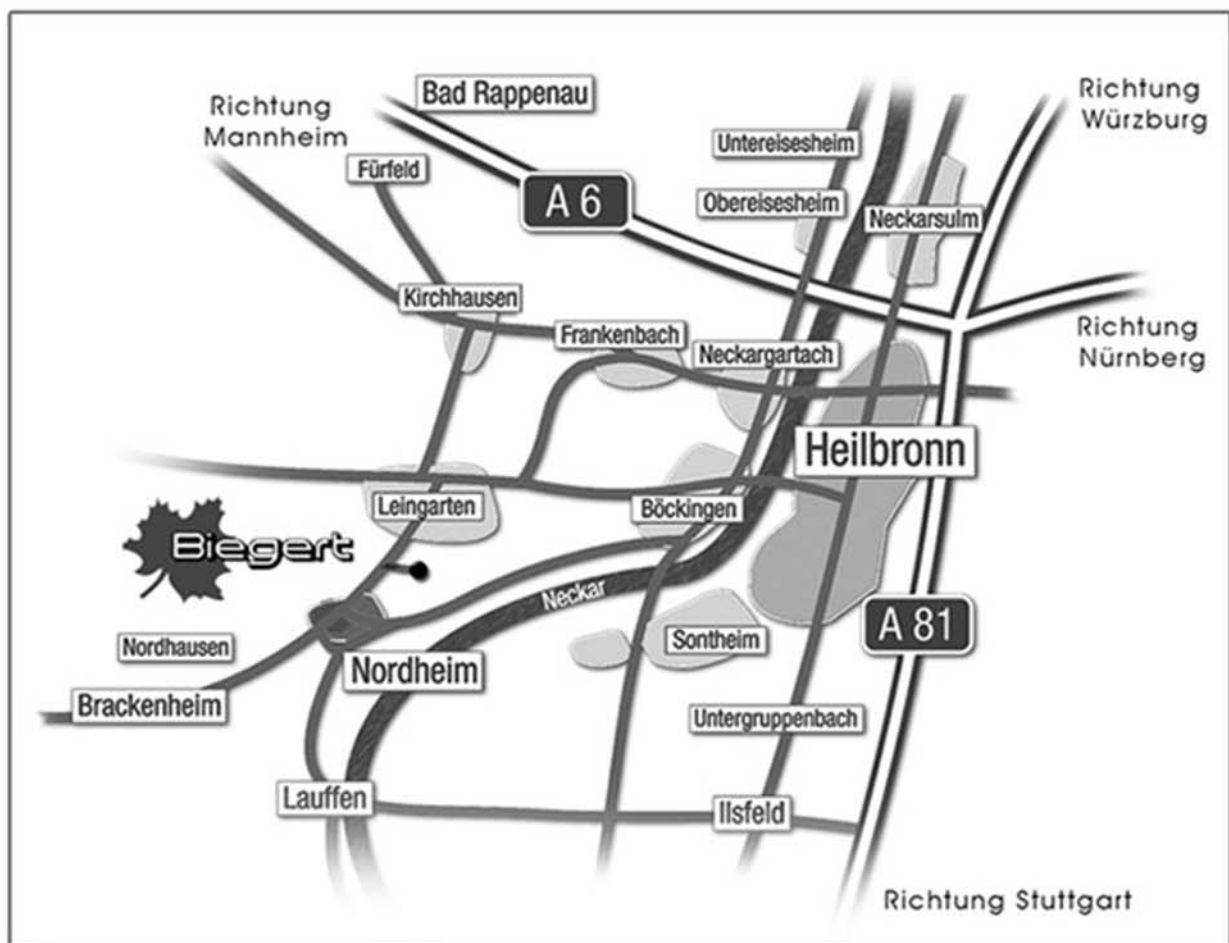 Bad Rappenau
Richtung
Mannheim
Richtung
Würzburg
Untereisesheim
Fürfeld
A 6
Obereisesheim
Neckarsulm
Kirchhausen
Frankenbach
Neckargartach
Richtung
Nürnberg
Heilbronn
Leingarten
Böckingen
Biegert
Neckar
A 81
Nordhausen
Sontheim
Nordheim
Brackenheim
Untergruppenbach
Lauffen
Ilsfeld
Richtung Stuttgart